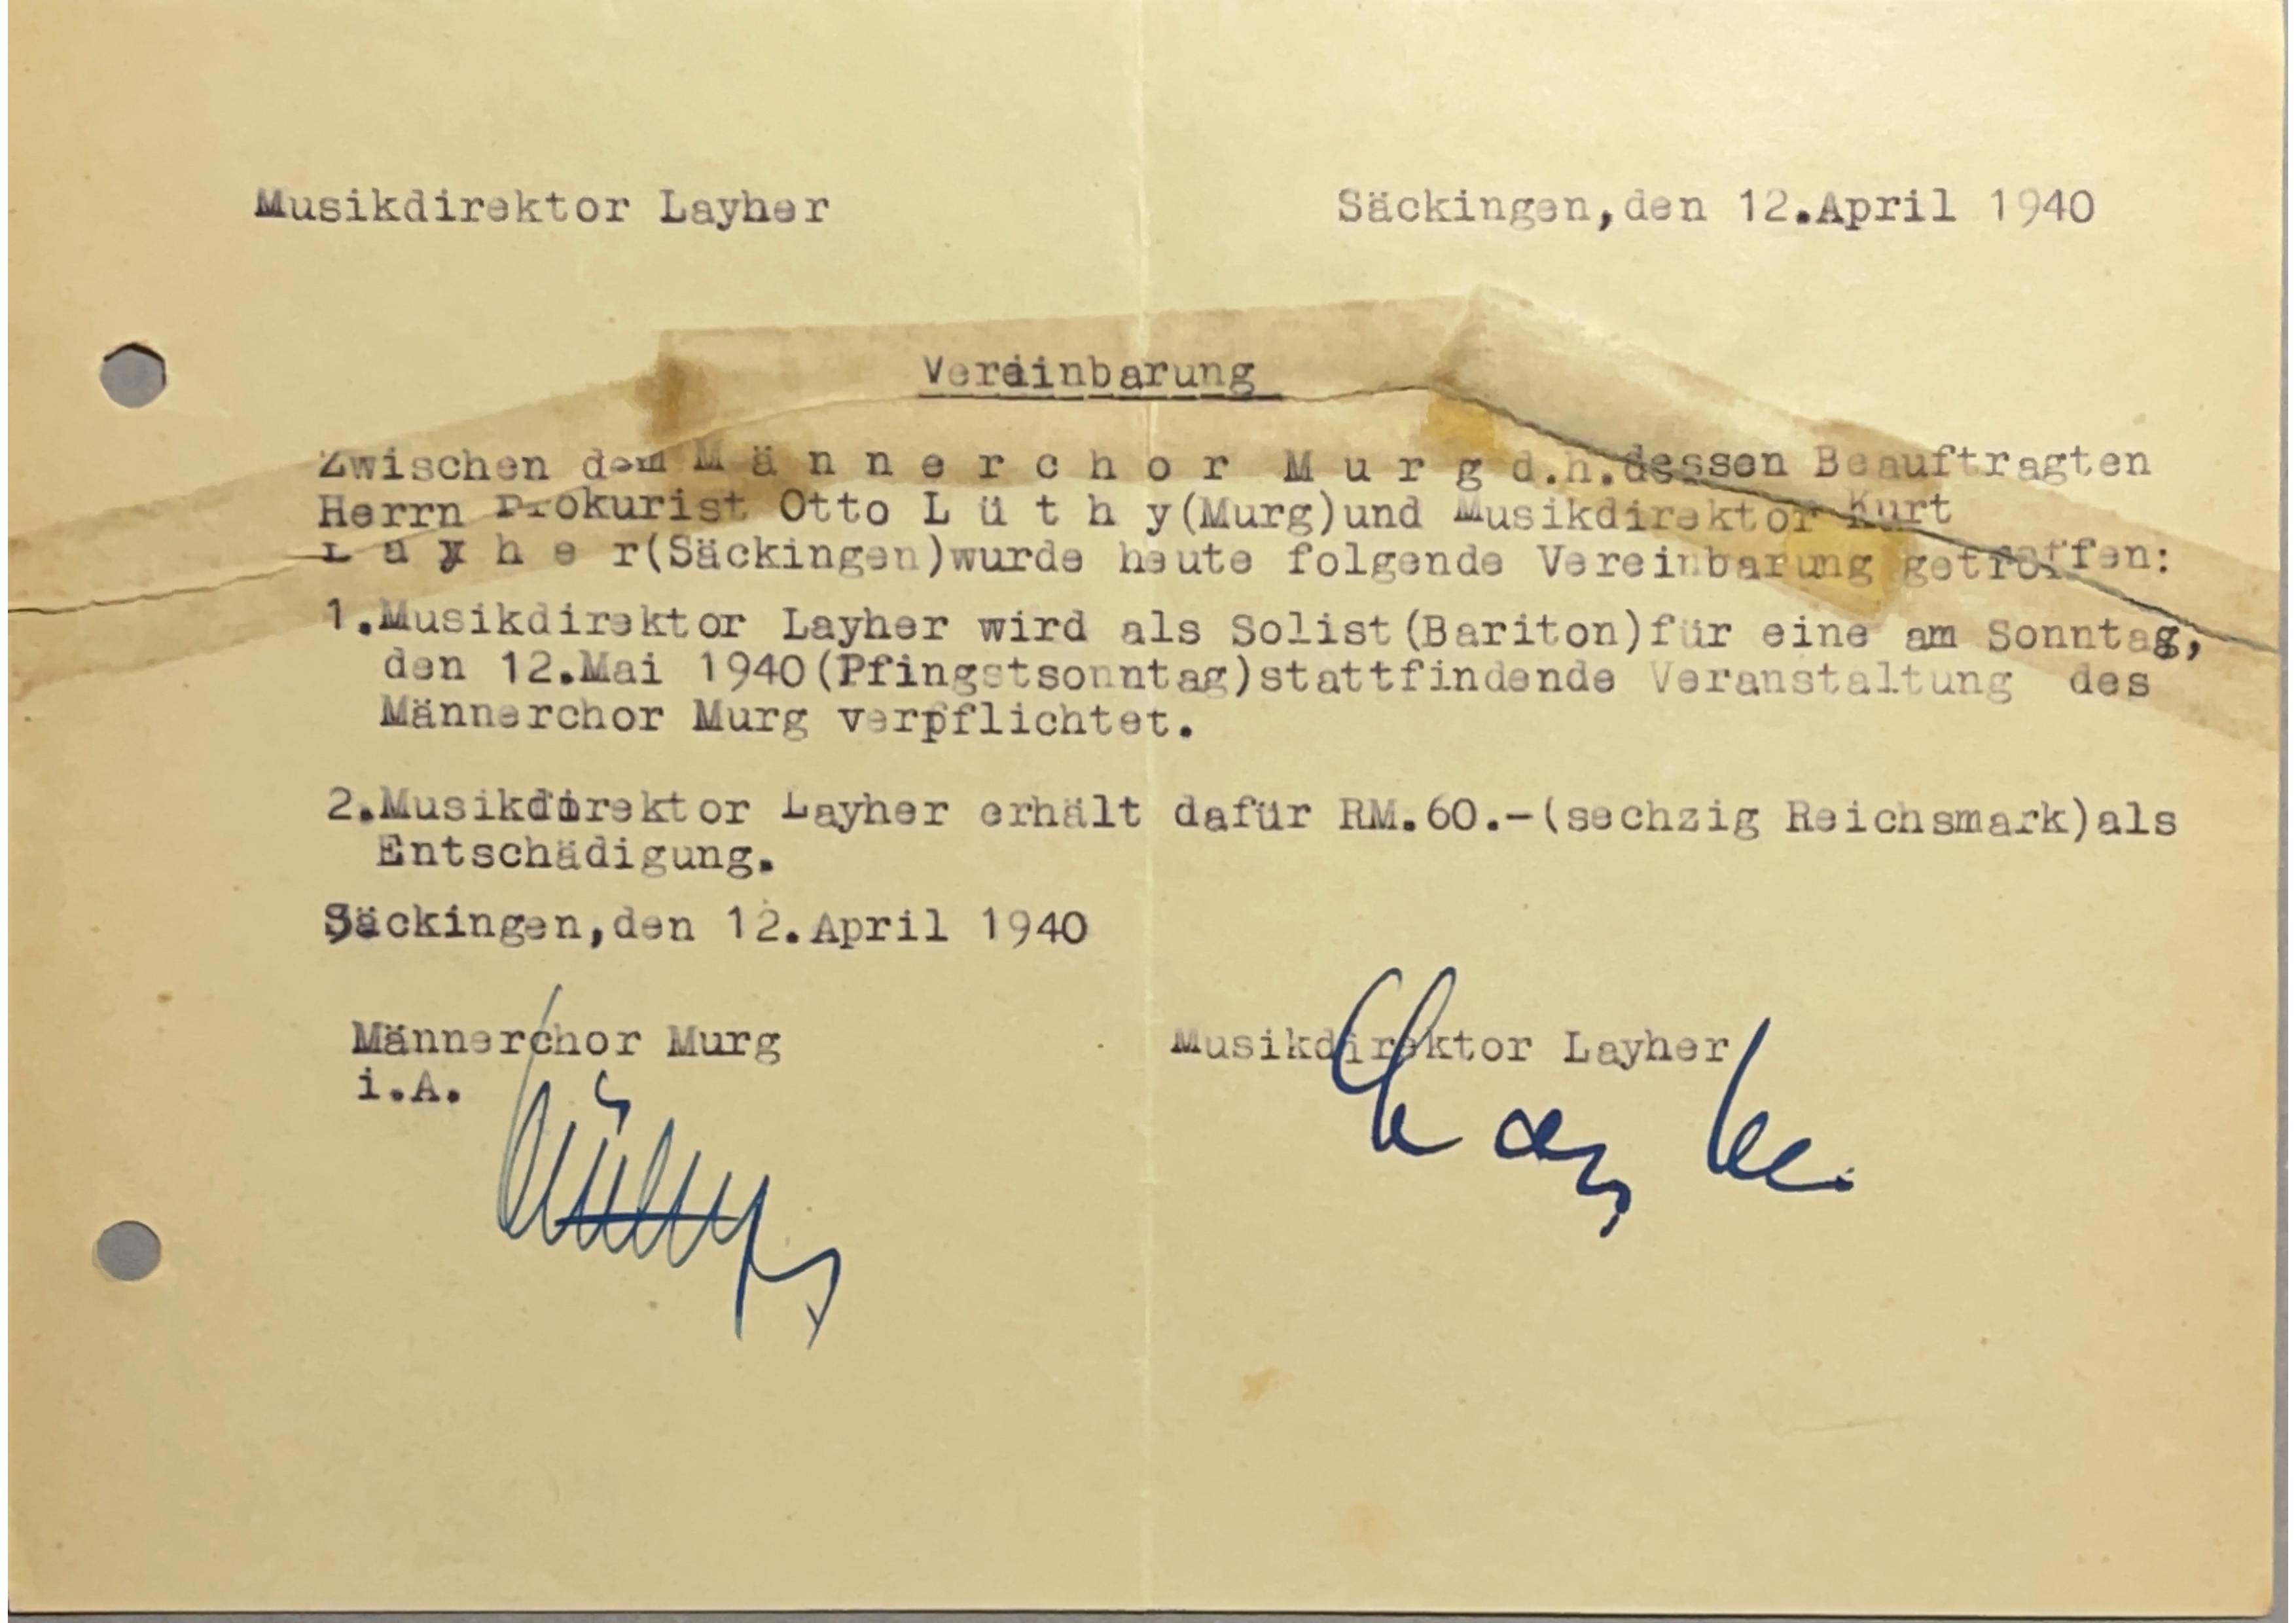 Musikdirektor Layher
Säckingen,den 12.April 1940
Vereinbarung
Zwischen dem M ä n n e r c h o r  M u r g d.h.dessen Beauftragten
Herrn Prokurist Otto L ü t h y(Murg)und Musikdirektor Kurt
L a y h e r(Säckingen)wurde heute folgende Vereinbarung getroffen:
1.Musikdirektor Layher wird als Solist(Bariton)für eine am Sonntag,
den 12.Mai 1940(Pfingstsonntag)stattfindende Veranstaltung des
Männerchor Murg verpflichtet.
2.Musikdirektor Layher erhält dafür RM.60.-(sechzig Reichsmark)als
Entschädigung.
Säckingen,den 12.April 1940
Männerchor Murg
i.A.
Lüthy
Musikdirektor Layher
Layher